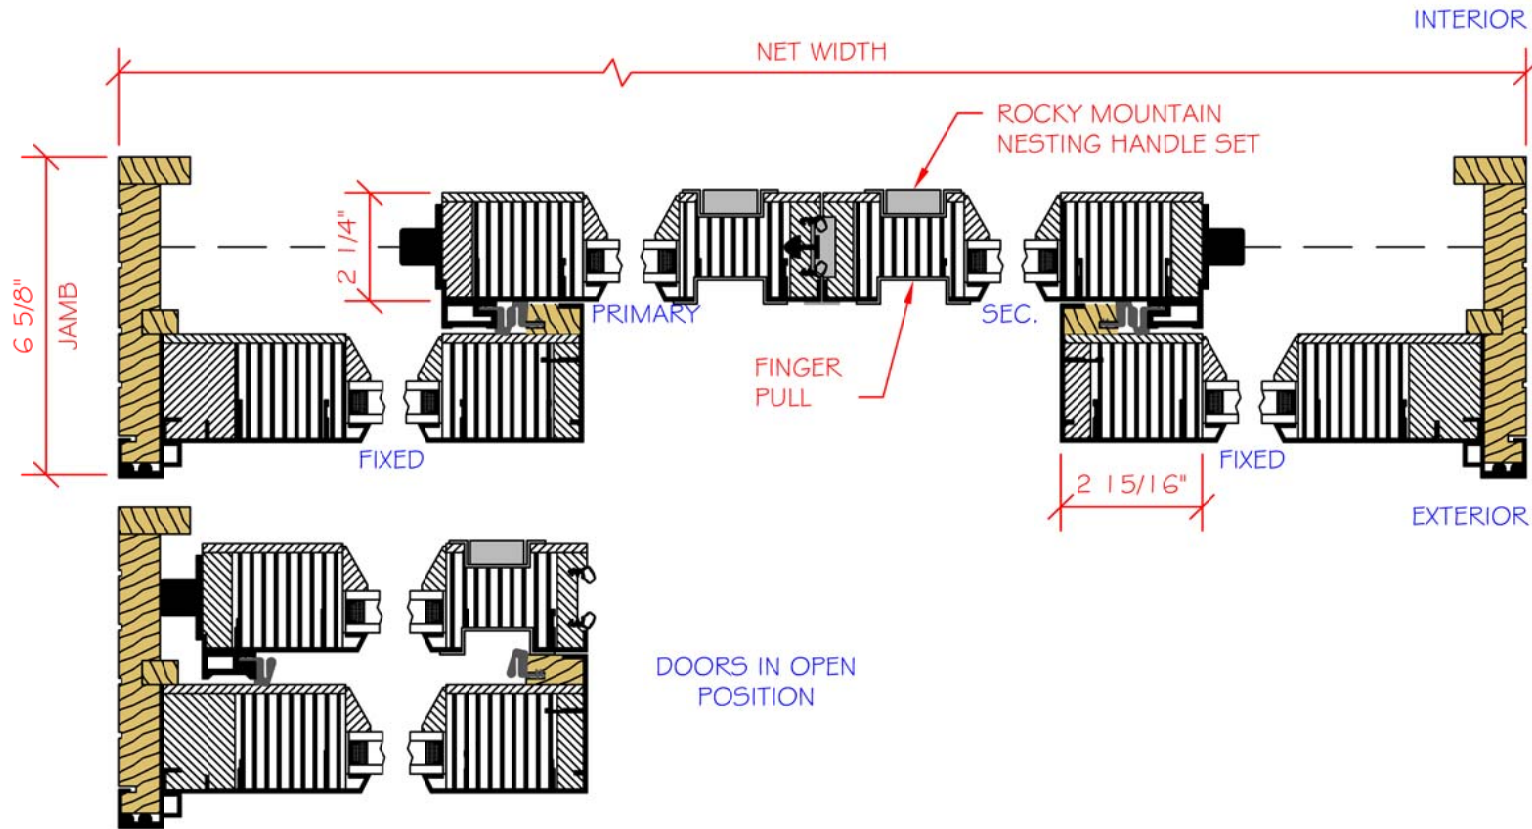 INTERIOR
NET WIDTH
ROCKY MOUNTAIN
NESTING HANDLE SET
2 1/4"
6 5/8"
JAMB
PRIMARY
SEC.
FINGER
PULL
FIXED
FIXED
2 15/16"
EXTERIOR
DOORS IN OPEN
POSITION